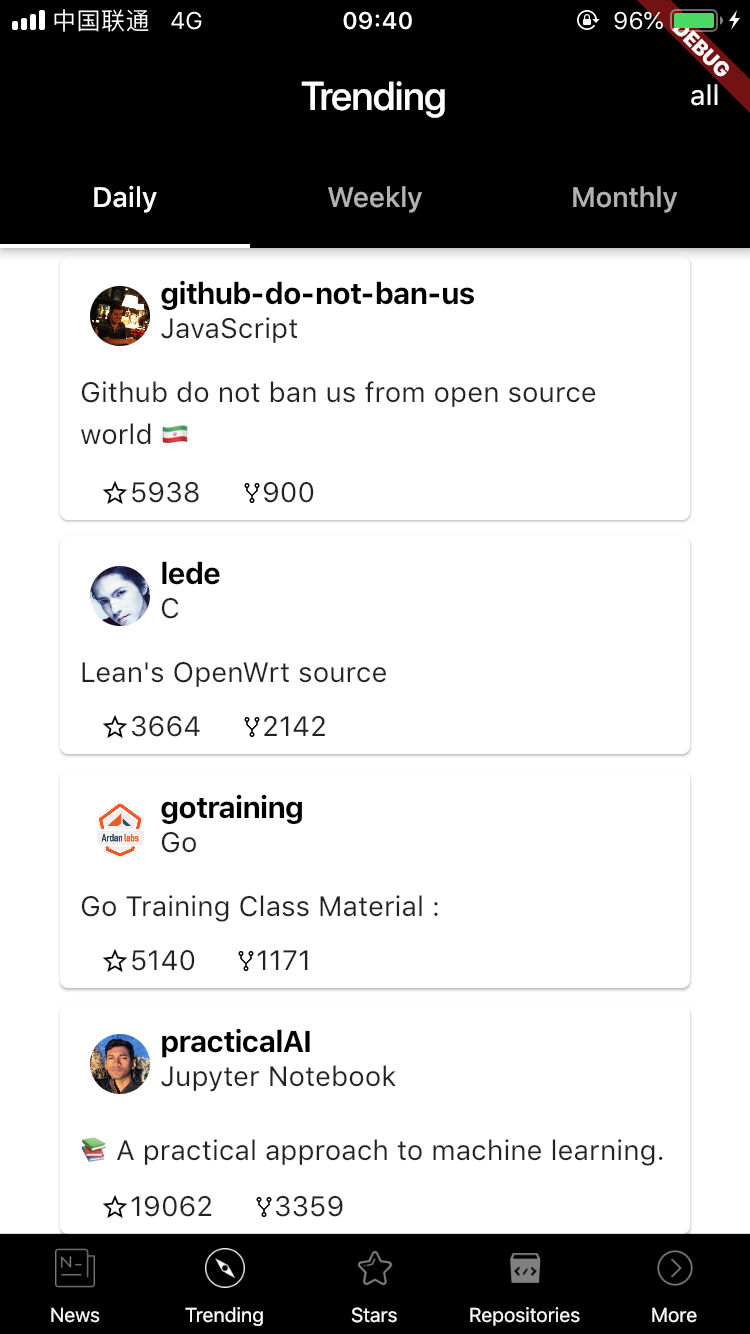 中国联通 4G 09:40 96%
DEBUG
Trending all
Daily Weekly Monthly
github-do-not-ban-us
JavaScript
Github do not ban us from open source
world 🇮🇷
5938 900
lede
C
Lean's OpenWrt source
3664 2142
gotraining
Ardan labs
Go
Go Training Class Material :
5140 1171
practicalAI
Jupyter Notebook
📚 A practical approach to machine learning.
19062 3359
N-
News Trending Stars Repositories More